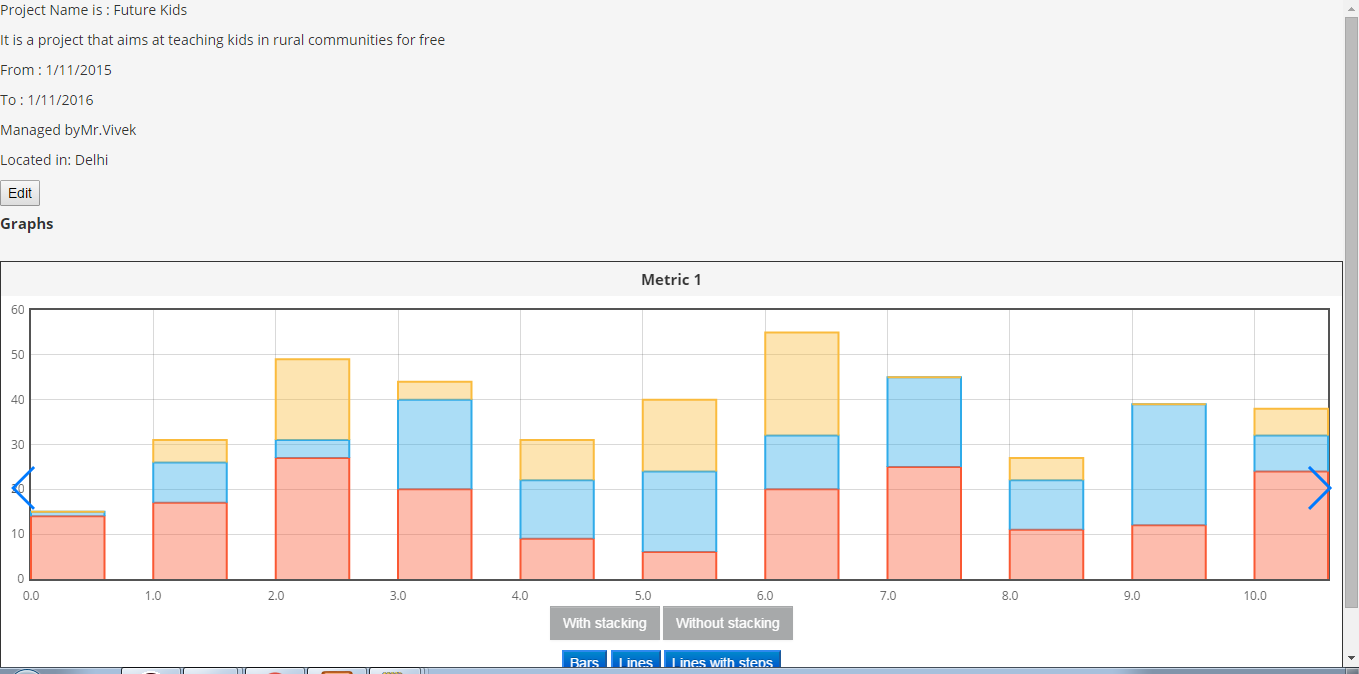 Project Name is : Future Kids
It is a project that aims at teaching kids in rural communities for free
From : 1/11/2015
To : 1/11/2016
Managed byMr.Vivek
Located in: Delhi
Edit
Graphs
Metric 1
60
50
40
30
20
10
0
0.0 1.0 2.0 3.0 4.0 5.0 6.0 7.0 8.0 9.0 10.0
With stacking Without stacking
Bars Lines Lines with steps